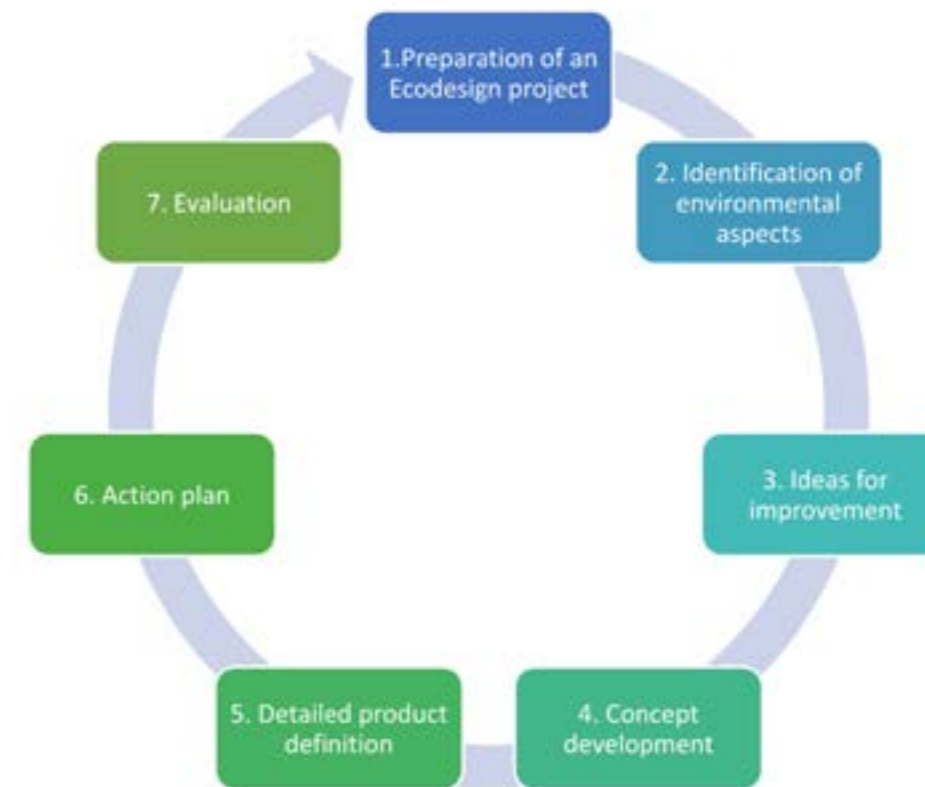 1.Preparation of an
Ecodesign project
2. Identification of
environmental
aspects
3. Ideas for
improvement
4. Concept
development
5. Detailed product
definition
6. Action plan
7. Evaluation